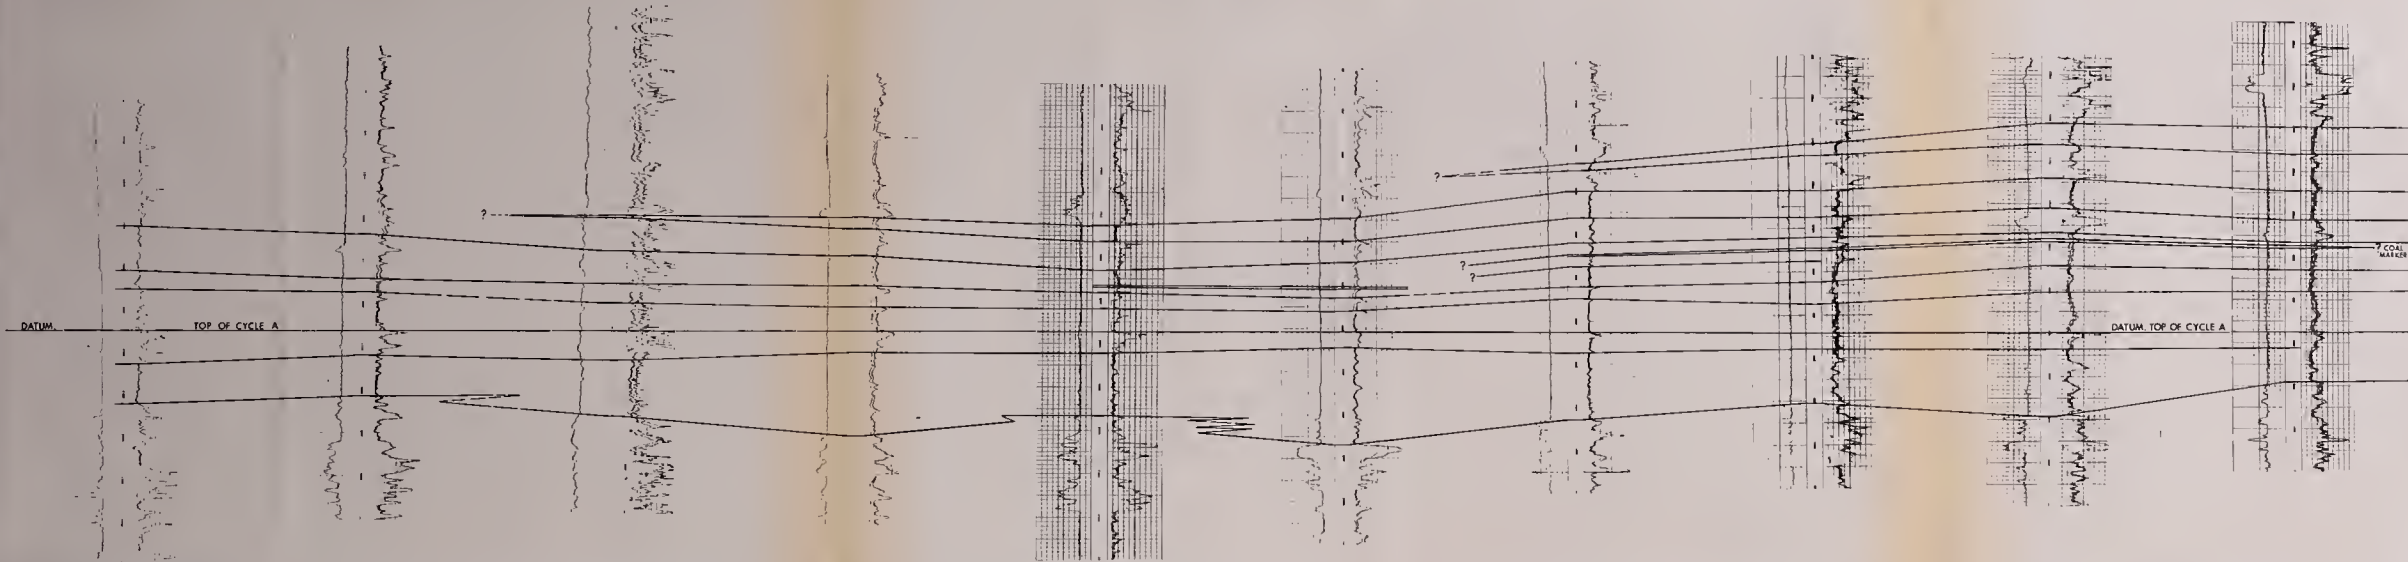 ?
?
?
?
? COAL
MARKER
DATUM.
TOP OF CYCLE A
DATUM. TOP OF CYCLE A